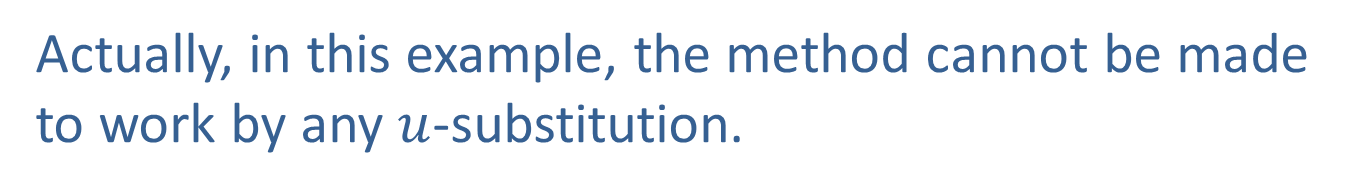 Actually, in this example, the method cannot be made
to work by any 𝑢-substitution.